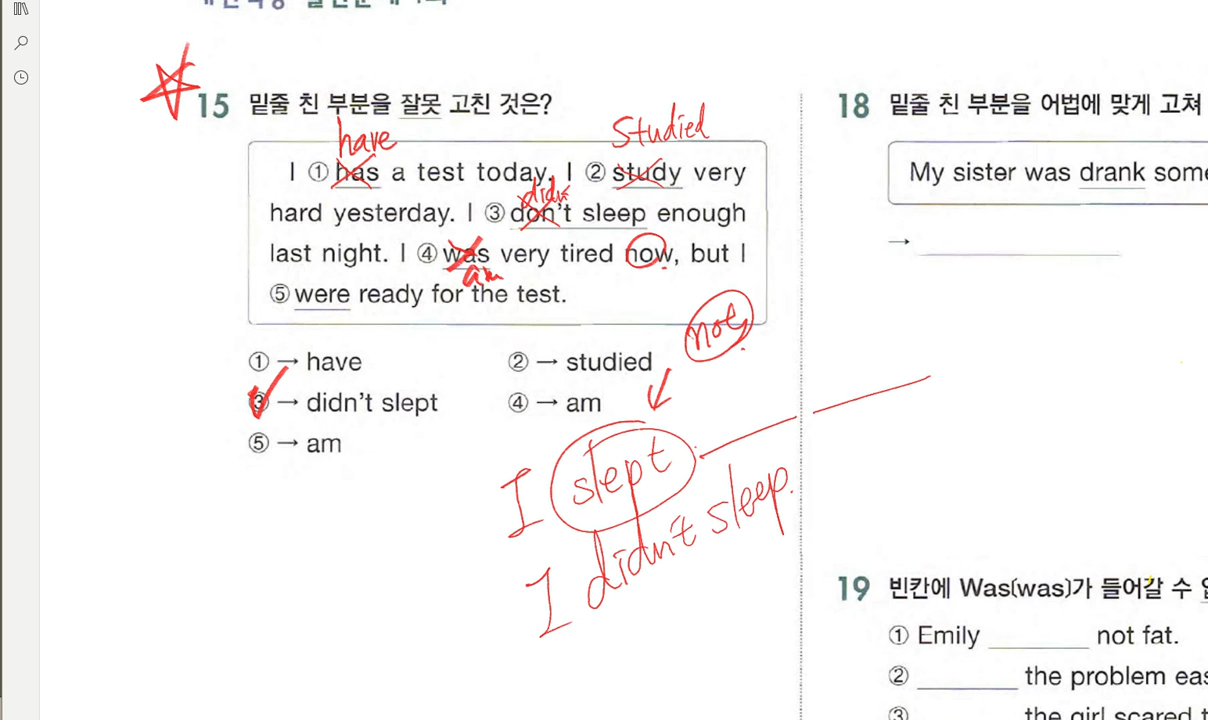 15 밑줄 친 부분을 잘못 고친 것은?
have
studied
I ① has a test today. I ② study very
didn
hard yesterday. I ③ don't sleep enough
last night. I ④ was very tired now, but I
am
⑤ were ready for the test.
not
① → have ② → studied
③ → didn't slept ④ → am
⑤ → am
I slept
I didn't sleep.
18 밑줄 친 부분을 어법에 맞게 고쳐
My sister was drank some
→
19 빈칸에 Was(was)가 들어갈 수
① Emily ________ not fat.
② ________ the problem eas
③ the girl scared t